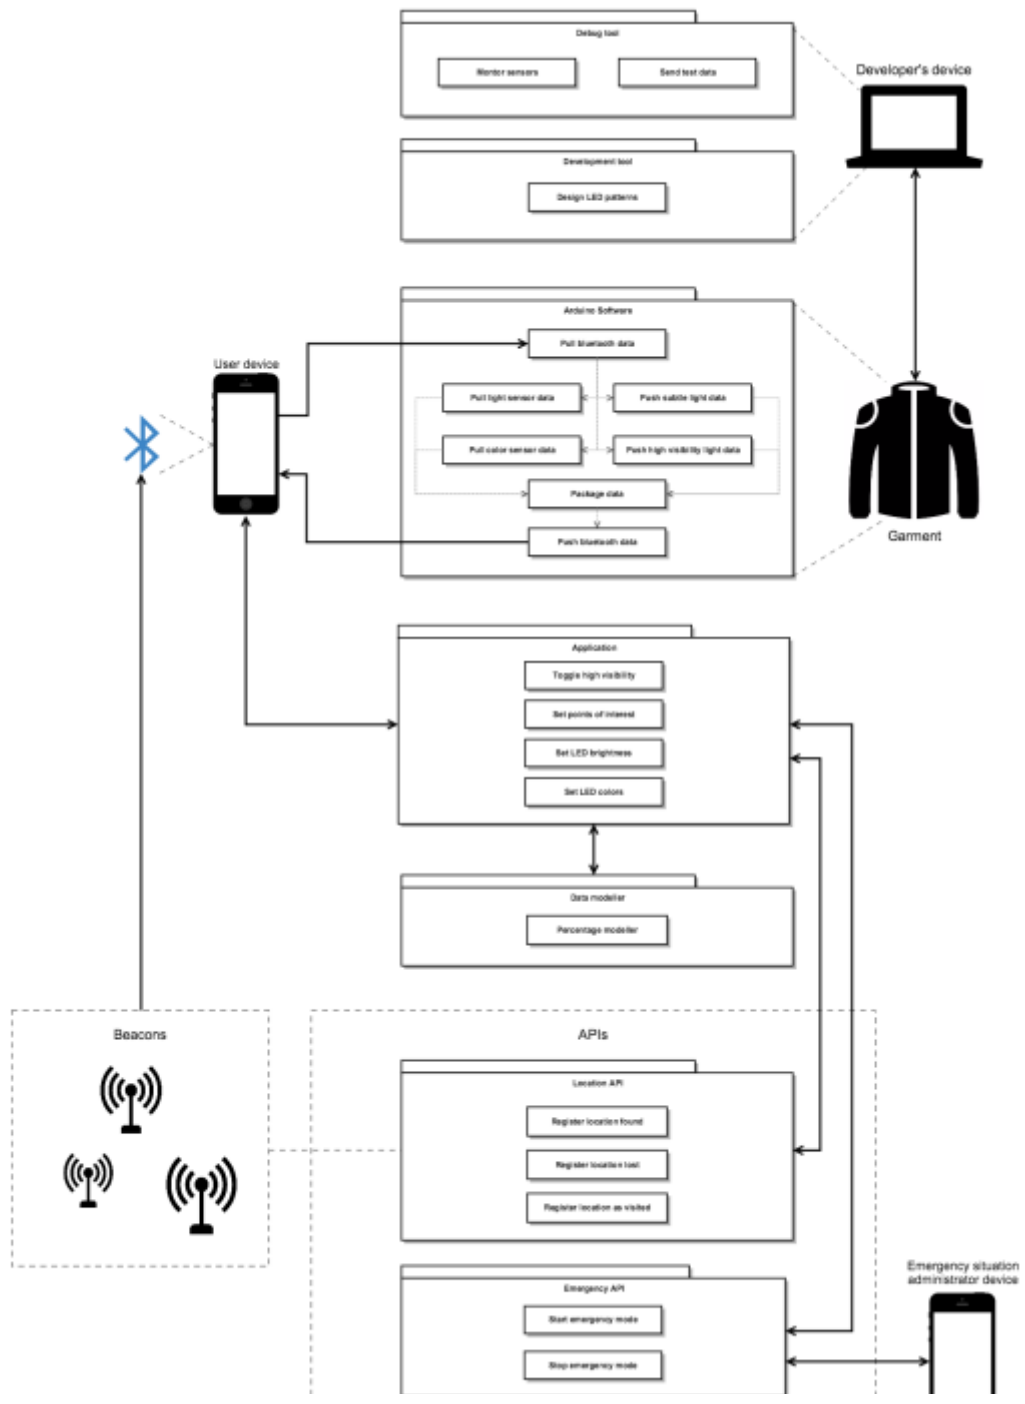 Debug tool
Monitor sensors
Send test data
Developer's device
Development tool
Design LED patterns
Arduino Software
Pull bluetooth data
User device
Pull light sensor data
Push subtle light data
Pull color sensor data
Push high visibility light data
Package data
Push bluetooth data
Garment
Application
Toggle high visibility
Set points of interest
Set LED brightness
Set LED colors
Data modeller
Percentage modeller
Beacons
APIs
Location API
Register location found
Register location lost
Register location as visited
Emergency situation
administrator device
Emergency API
Start emergency mode
Stop emergency mode